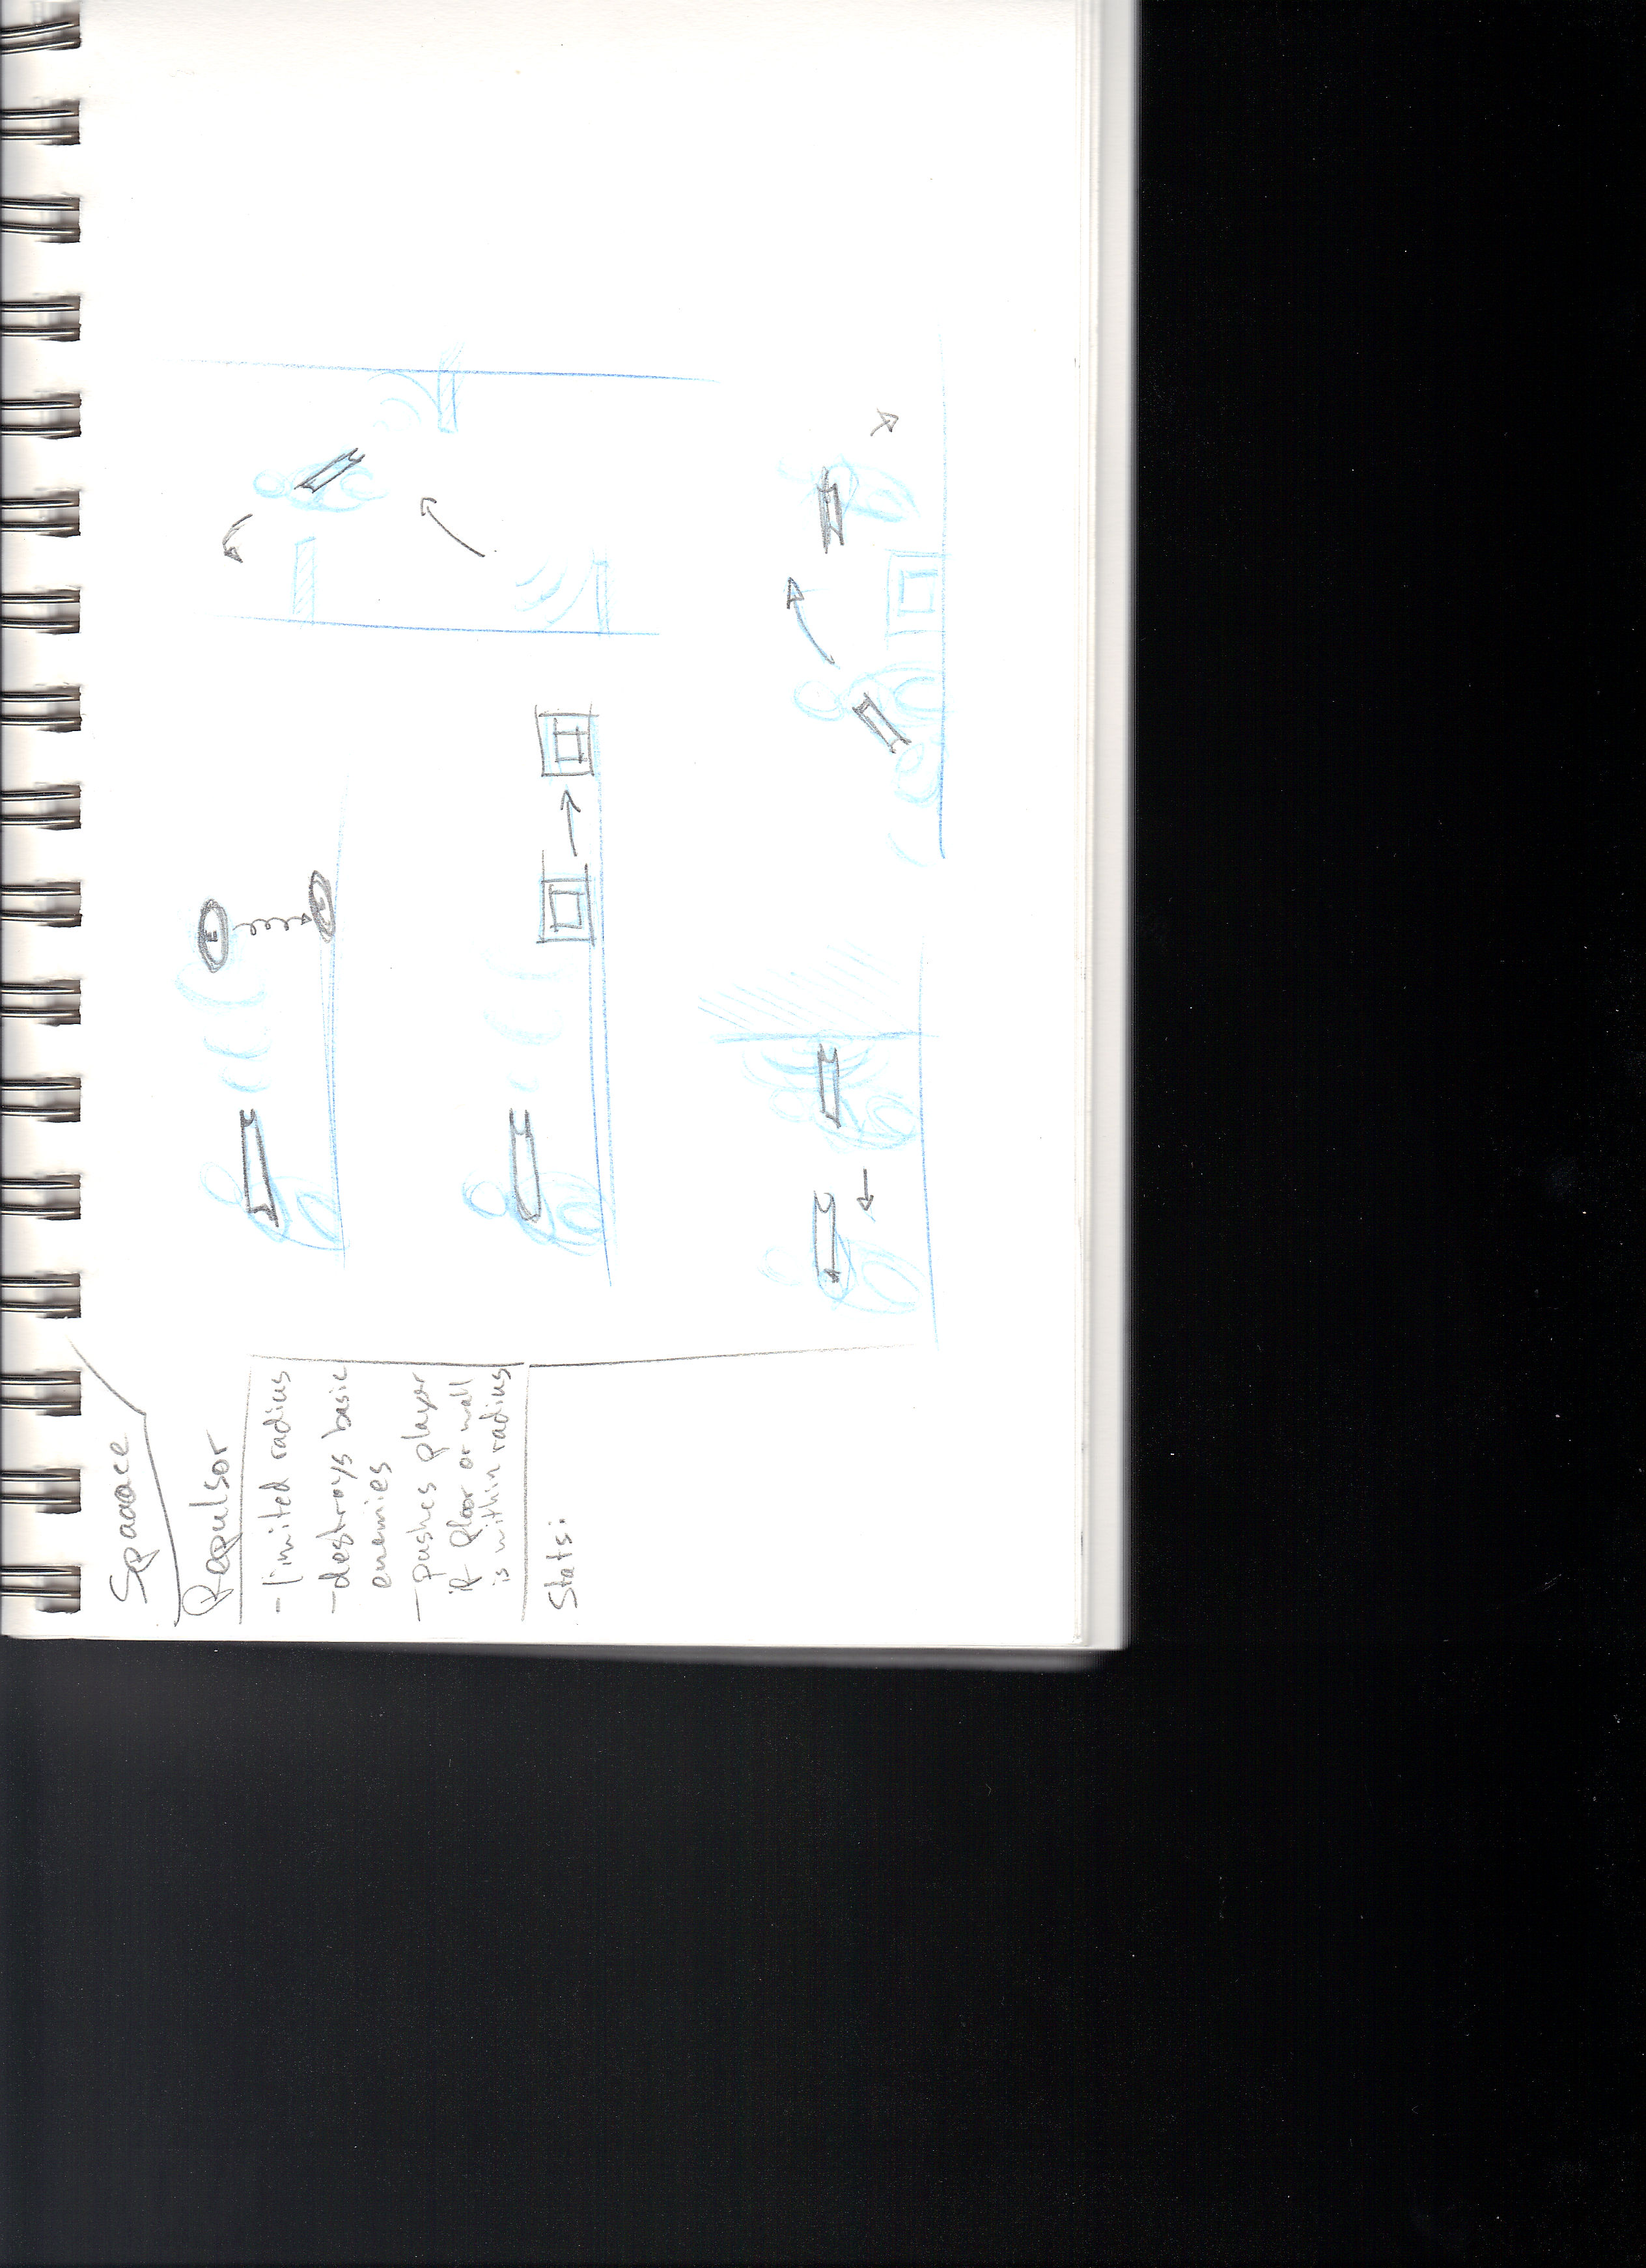 Spaaace
Repulsor
- limited radius
- destroys basic
enemies
- pushes player
if floor or wall
is within radius
Stats:
E